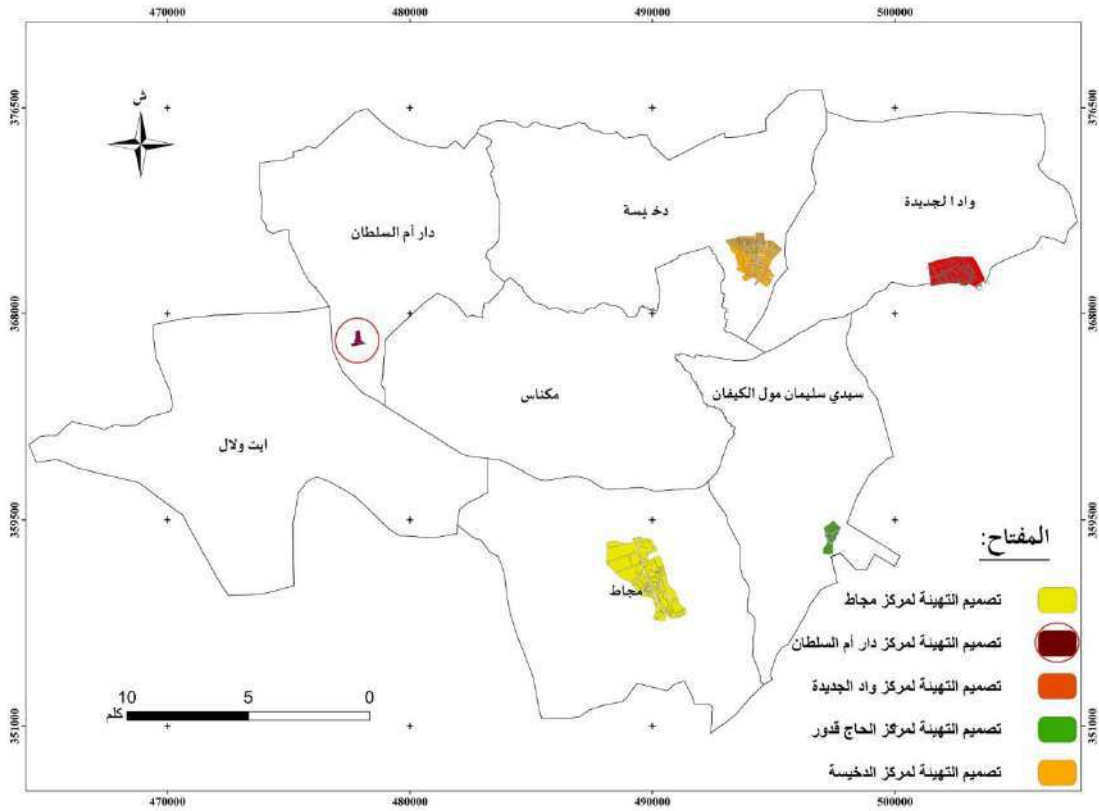 470000 480000 490000 500000
376500 376500
ش
واد الجديدة
دخيسة
دار أم السلطان
368000 368000
سيدي سليمان مول الكيفان
مكناس
ايت ولال
359500 359500
المفتاح:
مجاط
تصميم التهيئة لمركز مجاط
تصميم التهيئة لمركز دار أم السلطان
تصميم التهيئة لمركز واد الجديدة
تصميم التهيئة لمركز الحاج قدور
تصميم التهيئة لمركز الدخيسة
10 5 0
كلم
351000 351000
470000 480000 490000 500000